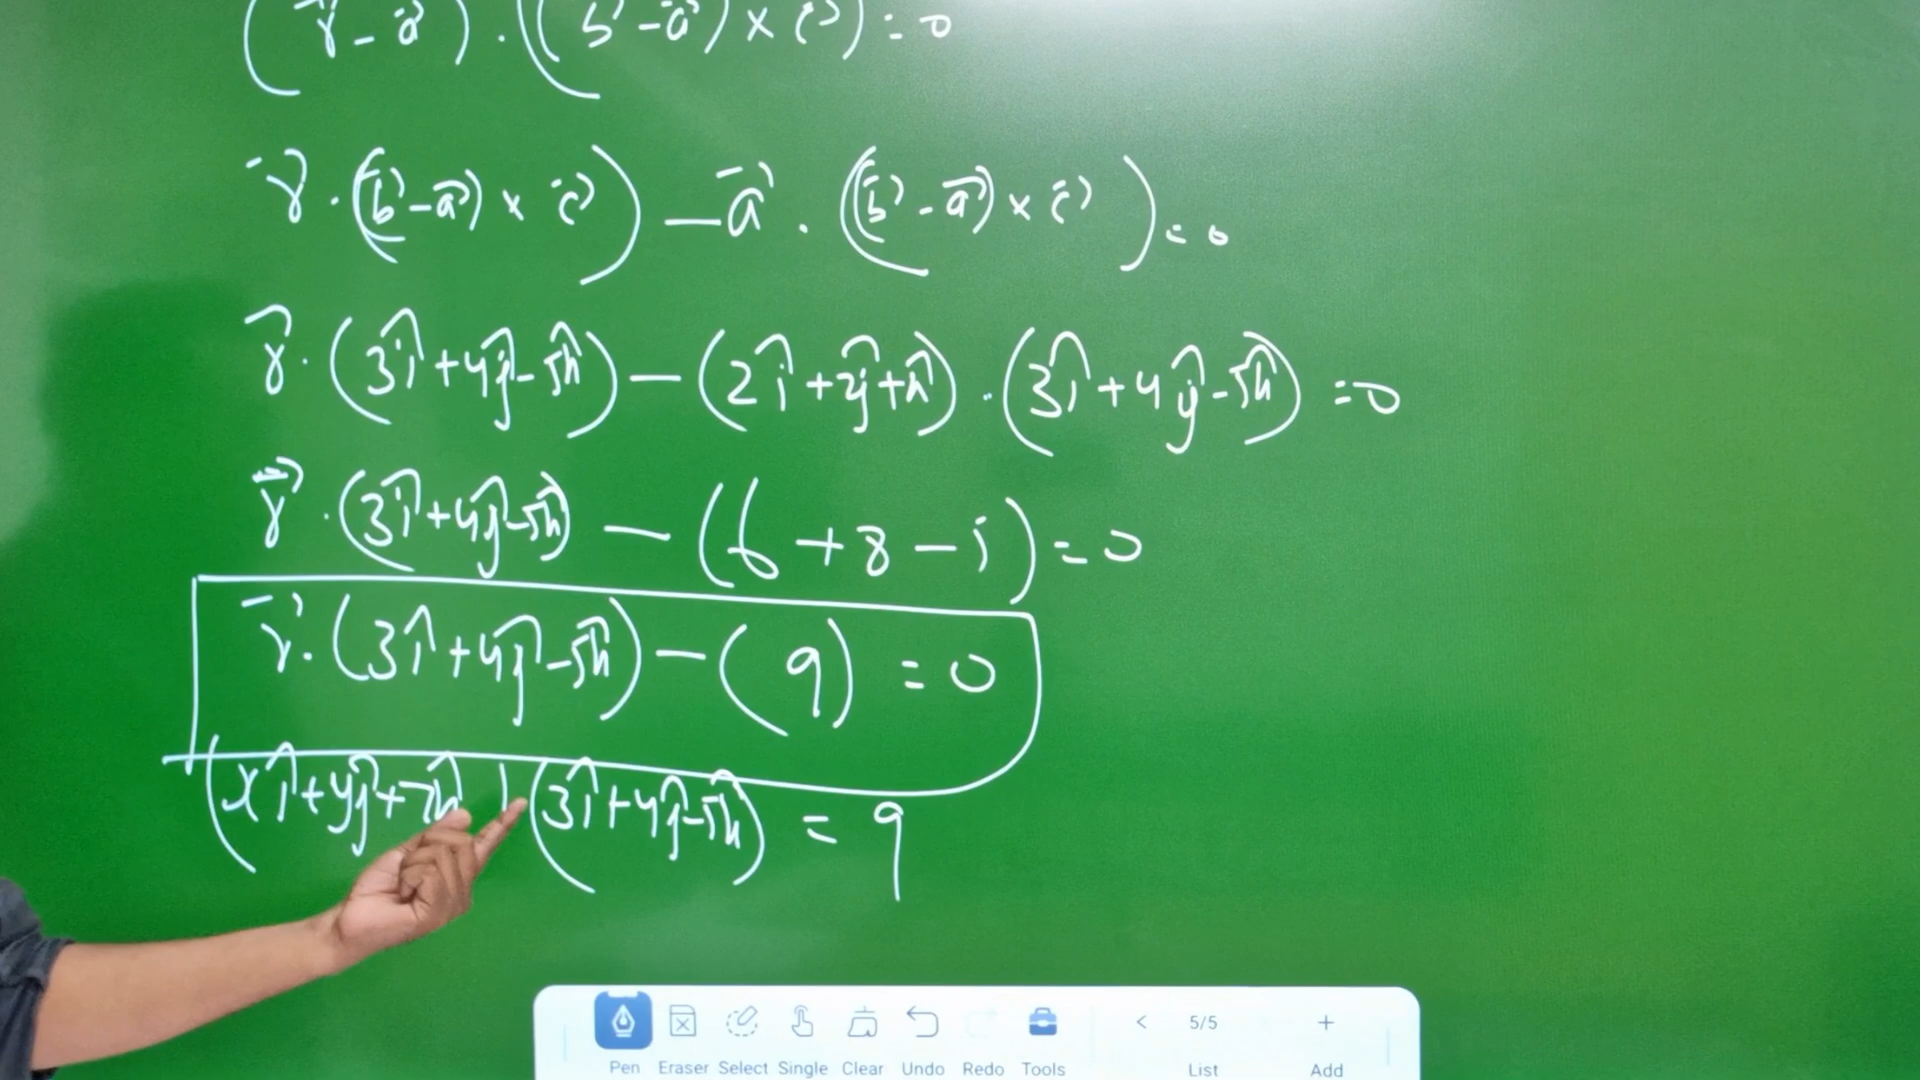 (r⃗ - a⃗) . ((b⃗ - a⃗) × c⃗) = 0
r⃗ . ((b⃗ - a⃗) × c⃗) - a⃗ . ((b⃗ - a⃗) × c⃗) = 0
r⃗ . (3î + 4ĵ - 5k̂) - (2î + 2ĵ + k̂) . (3î + 4ĵ - 5k̂) = 0
r⃗ . (3î + 4ĵ - 5k̂) - (6 + 8 - 5) = 0
r⃗ . (3î + 4ĵ - 5k̂) - (9) = 0
(xî + yĵ + zk̂) (3î + 4ĵ - 5k̂) = 9
Pen Eraser Select Single Clear Undo Redo Tools < 5/5 List + Add